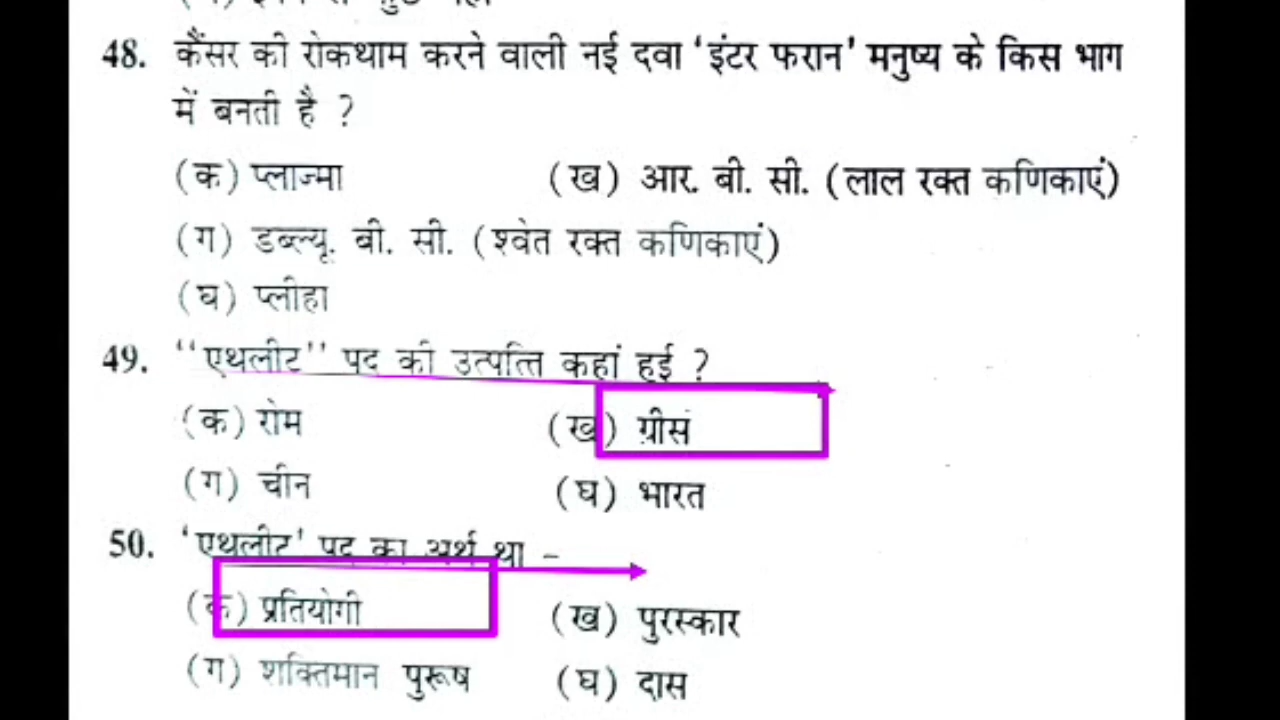 48. कैंसर की रोकथाम करने वाली नई दवा 'इंटर फरान' मनुष्य के किस भाग
में बनती है ?
(क) प्लाज्मा (ख) आर. बी. सी. (लाल रक्त कणिकाएं)
(ग) डब्ल्यू. बी. सी. (श्वेत रक्त कणिकाएं)
(घ) प्लीहा
49. "एथलीट" पद की उत्पत्ति कहां हुई ?
(क) रोम (ख) ग्रीस
(ग) चीन (घ) भारत
50. 'एथलीट' पद का अर्थ था -
(क) प्रतियोगी (ख) पुरस्कार
(ग) शक्तिमान पुरूष (घ) दास